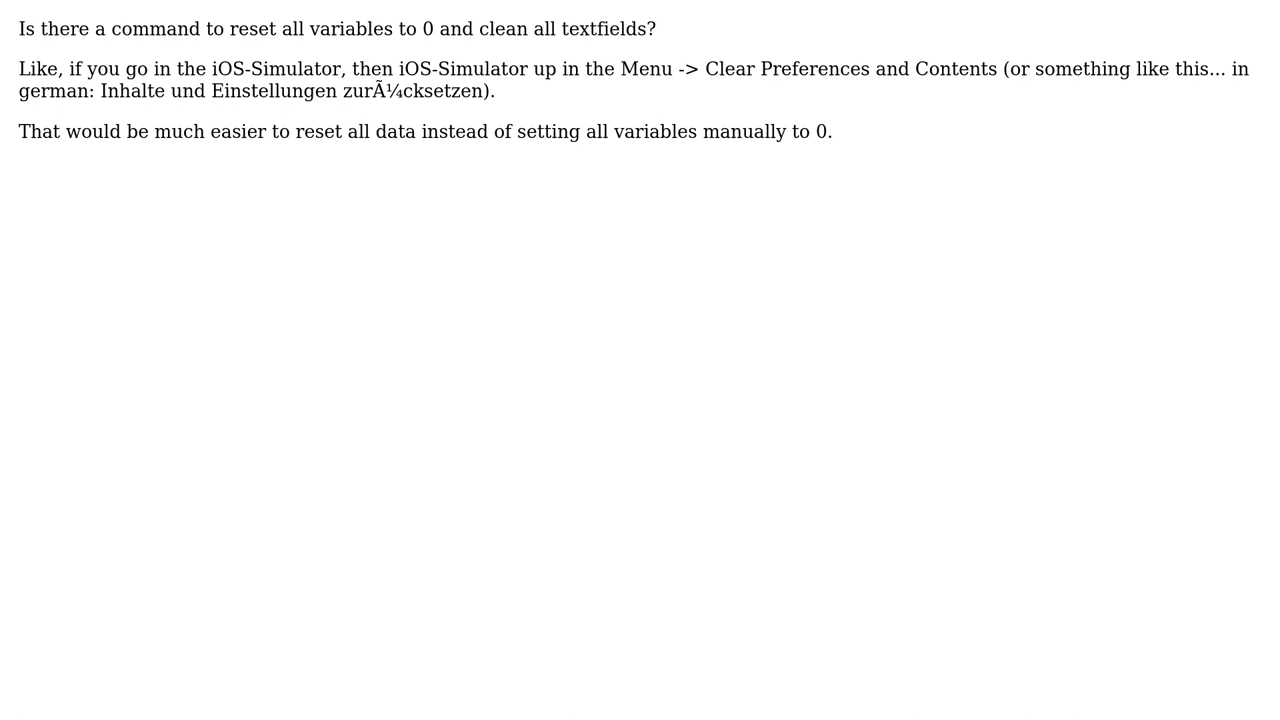 Is there a command to reset all variables to 0 and clean all textfields?
Like, if you go in the iOS-Simulator, then iOS-Simulator up in the Menu -> Clear Preferences and Contents (or something like this... in
german: Inhalte und Einstellungen zurÃ¼cksetzen).
That would be much easier to reset all data instead of setting all variables manually to 0.